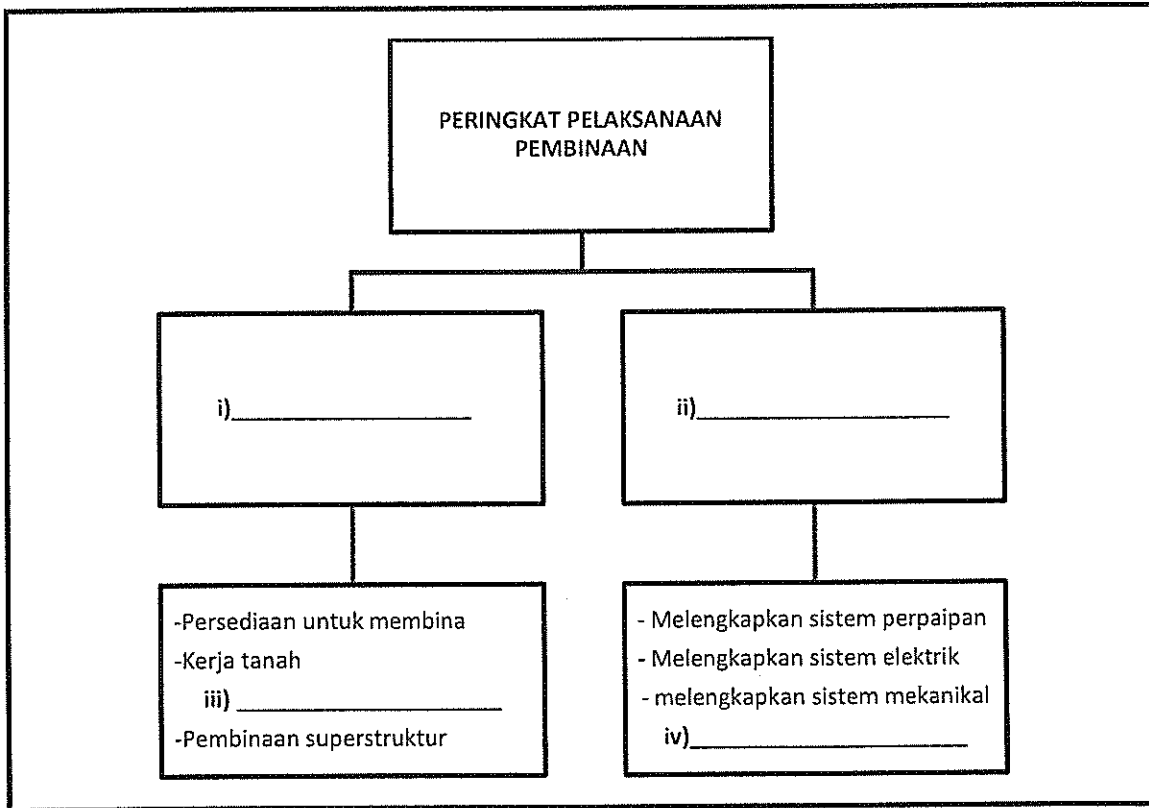 PERINGKAT PELAKSANAAN
PEMBINAAN
i)____________________
ii)____________________
-Persediaan untuk membina
-Kerja tanah
iii) ____________________
-Pembinaan superstruktur
- Melengkapkan sistem perpaipan
- Melengkapkan sistem elektrik
- melengkapkan sistem mekanikal
iv)____________________